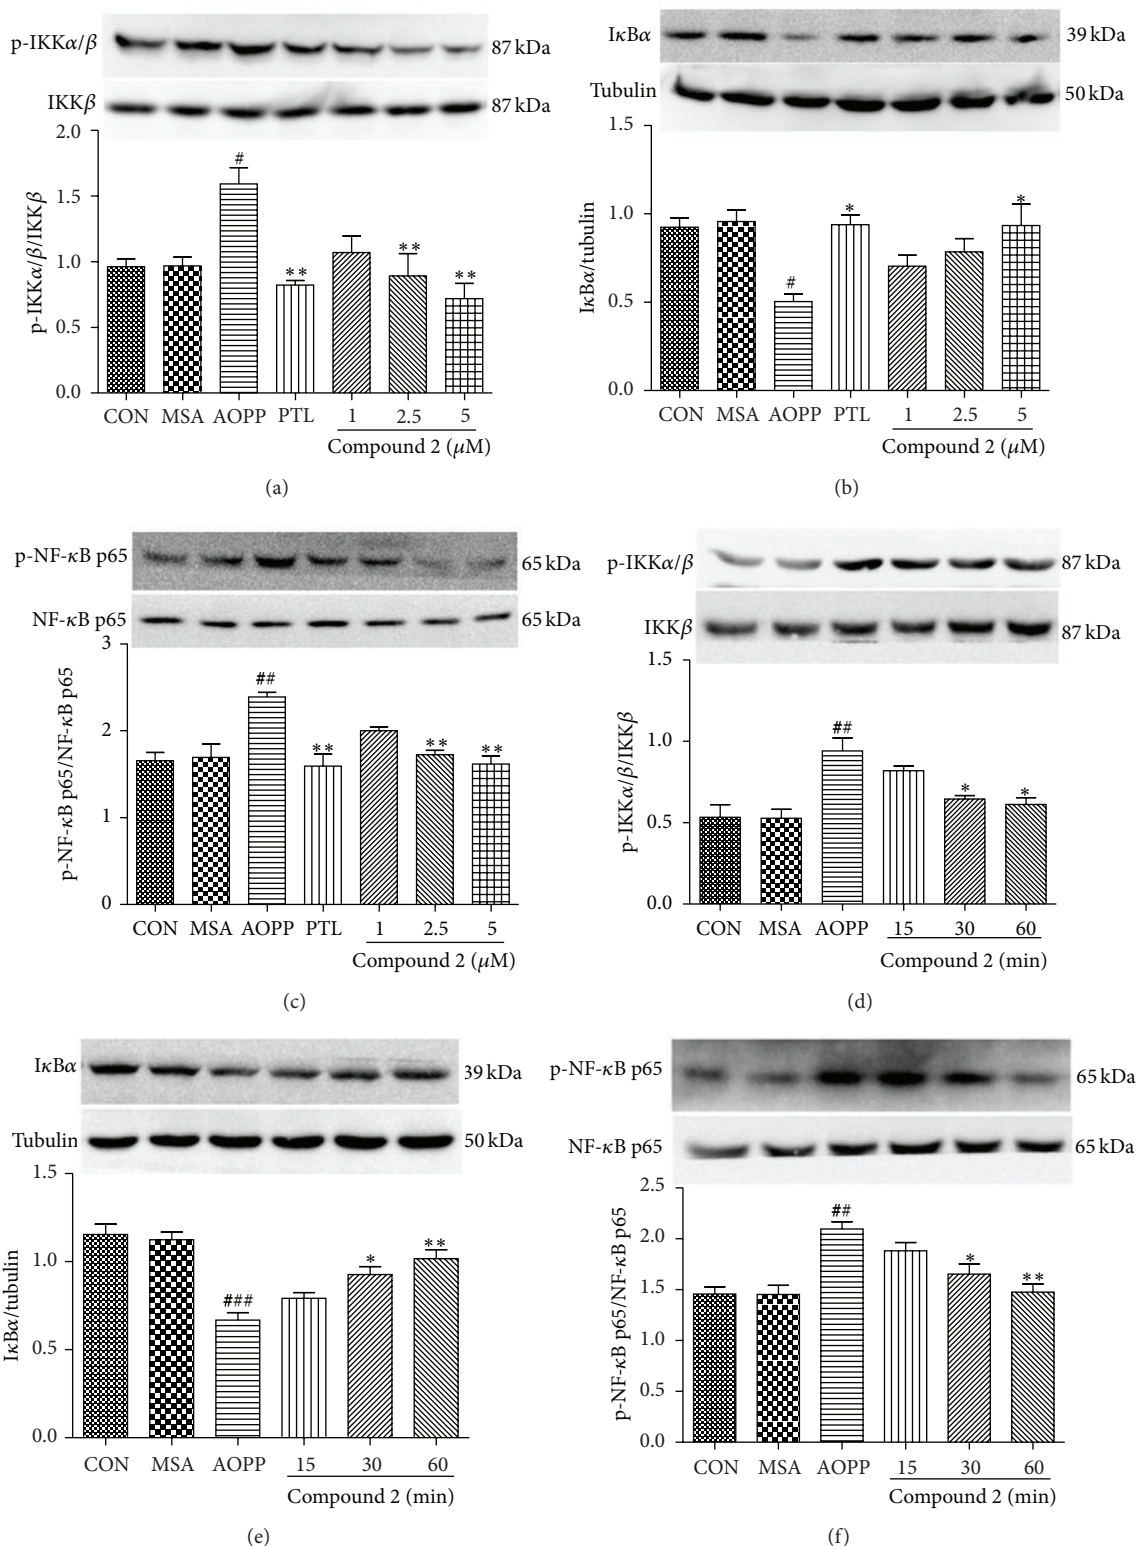 p-IKKα/β 87 kDa
IKKβ 87 kDa
p-IKKα/β/IKKβ
2.0
1.5
1.0
0.5
0.0
#
**
**
**
CON MSA AOPP PTL 1 2.5 5
Compound 2 (μM)
(a)
IκBα 39 kDa
Tubulin 50 kDa
IκBα/tubulin
1.5
1.0
0.5
0.0
#
*
*
CON MSA AOPP PTL 1 2.5 5
Compound 2 (μM)
(b)
p-NF-κB p65 65 kDa
NF-κB p65 65 kDa
p-NF-κB p65/NF-κB p65
3
2
1
0
##
**
**
**
CON MSA AOPP PTL 1 2.5 5
Compound 2 (μM)
(c)
p-IKKα/β 87 kDa
IKKβ 87 kDa
p-IKKα/β/IKKβ
1.5
1.0
0.5
0.0
##
*
*
CON MSA AOPP 15 30 60
Compound 2 (min)
(d)
IκBα 39 kDa
Tubulin 50 kDa
IκBα/tubulin
1.5
1.0
0.5
0.0
###
*
**
CON MSA AOPP 15 30 60
Compound 2 (min)
(e)
p-NF-κB p65 65 kDa
NF-κB p65 65 kDa
p-NF-κB p65/NF-κB p65
2.5
2.0
1.5
1.0
0.5
0.0
##
*
**
CON MSA AOPP 15 30 60
Compound 2 (min)
(f)